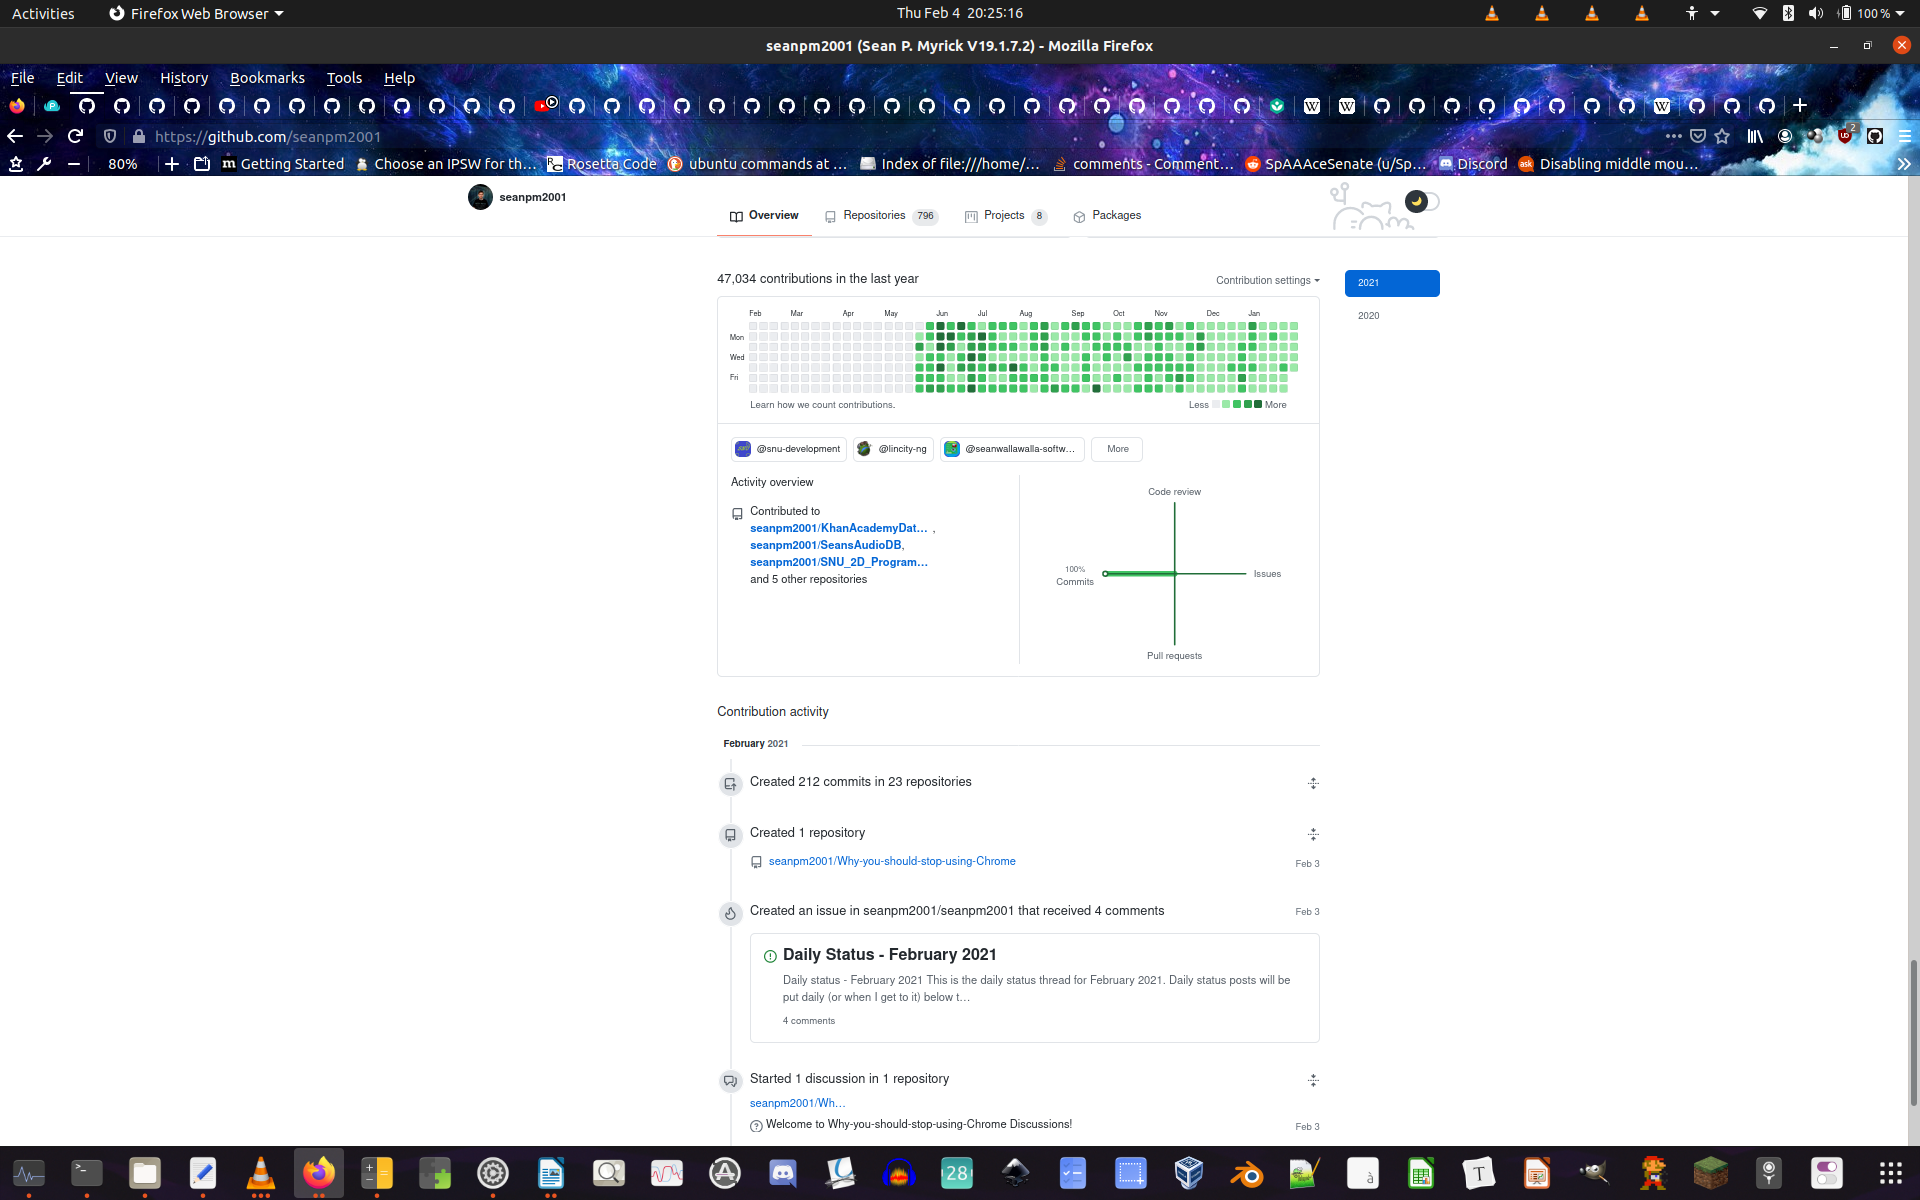 Activities
Firefox Web Browser
Thu Feb 4 20:25:16
100 %
seanpm2001 (Sean P. Myrick V19.1.7.2) - Mozilla Firefox
File Edit View History Bookmarks Tools Help
https://github.com/seanpm2001
2
80%
Getting Started
Choose an IPSW for th…
Rosetta Code
ubuntu commands at …
Index of file:///home/…
comments - Comment…
SpAAAceSenate (u/Sp…
Discord
Disabling middle mou…
seanpm2001
Overview
Repositories 796
Projects 8
Packages
47,034 contributions in the last year
Contribution settings
2021
2020
Feb Mar Apr May Jun Jul Aug Sep Oct Nov Dec Jan
Mon
Wed
Fri
Learn how we count contributions.
Less
More
@snu-development
@lincity-ng
@seanwallawalla-softw…
More
Activity overview
Contributed to
seanpm2001/KhanAcademyDat… ,
seanpm2001/SeansAudioDB,
seanpm2001/SNU_2D_Program…
and 5 other repositories
Code review
100%
Commits
Issues
Pull requests
Contribution activity
February 2021
Created 212 commits in 23 repositories
Created 1 repository
seanpm2001/Why-you-should-stop-using-Chrome
Feb 3
Created an issue in seanpm2001/seanpm2001 that received 4 comments
Feb 3
Daily Status - February 2021
Daily status - February 2021 This is the daily status thread for February 2021. Daily status posts will be
put daily (or when I get to it) below t…
4 comments
Started 1 discussion in 1 repository
seanpm2001/Wh…
Welcome to Why-you-should-stop-using-Chrome Discussions!
Feb 3
28